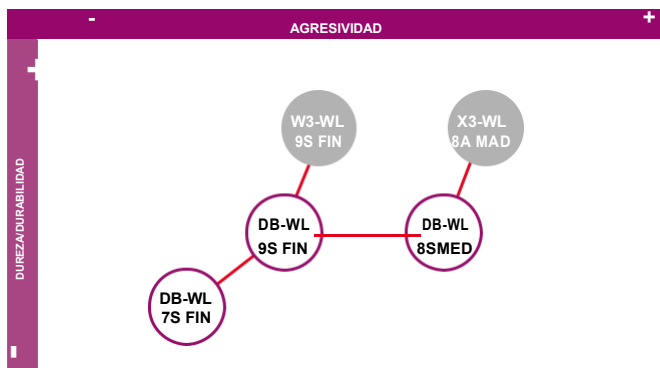 - AGRESIVIDAD +
+
DUREZA/DURABILIDAD
-
W3-WL
9S FIN
X3-WL
8A MAD
DB-WL
9S FIN
DB-WL
8SMED
DB-WL
7S FIN